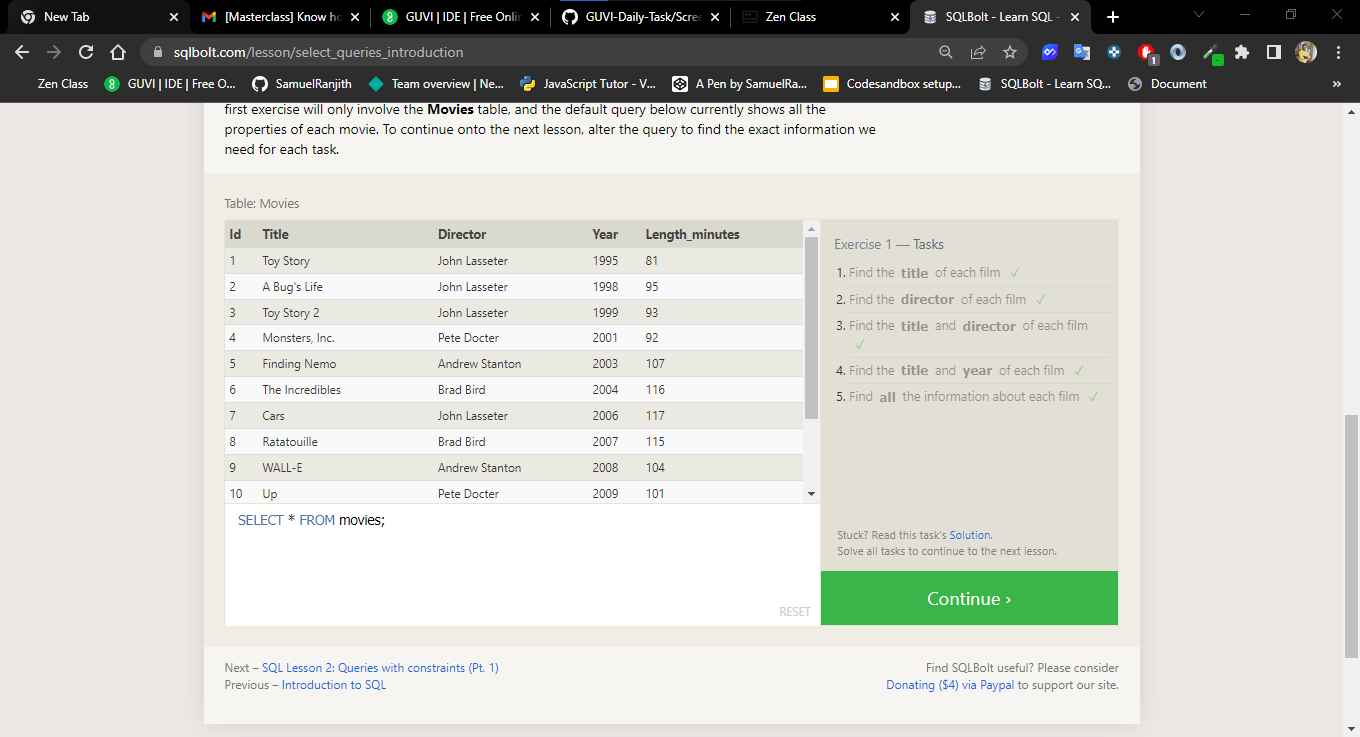 New Tab
[Masterclass] Know ho
GUVI | IDE | Free Onlin
GUVI-Daily-Task/Scree
Zen Class
SQLBolt - Learn SQL -
sqlbolt.com/lesson/select_queries_introduction
1
Zen Class
GUVI | IDE | Free O...
SamuelRanjith
Team overview | Ne...
JavaScript Tutor - V...
A Pen by SamuelRa...
Codesandbox setup...
SQLBolt - Learn SQ...
Document
»
first exercise will only involve the Movies table, and the default query below currently shows all the
properties of each movie. To continue onto the next lesson, alter the query to find the exact information we
need for each task.
Table: Movies
Id Title Director Year Length_minutes
1 Toy Story John Lasseter 1995 81
2 A Bug's Life John Lasseter 1998 95
3 Toy Story 2 John Lasseter 1999 93
4 Monsters, Inc. Pete Docter 2001 92
5 Finding Nemo Andrew Stanton 2003 107
6 The Incredibles Brad Bird 2004 116
7 Cars John Lasseter 2006 117
8 Ratatouille Brad Bird 2007 115
9 WALL-E Andrew Stanton 2008 104
10 Up Pete Docter 2009 101
SELECT * FROM movies;
RESET
Exercise 1 — Tasks
1. Find the title of each film ✓
2. Find the director of each film ✓
3. Find the title and director of each film
✓
4. Find the title and year of each film ✓
5. Find all the information about each film ✓
Stuck? Read this task's Solution.
Solve all tasks to continue to the next lesson.
Continue ›
Next – SQL Lesson 2: Queries with constraints (Pt. 1)
Previous – Introduction to SQL
Find SQLBolt useful? Please consider
Donating ($4) via Paypal to support our site.